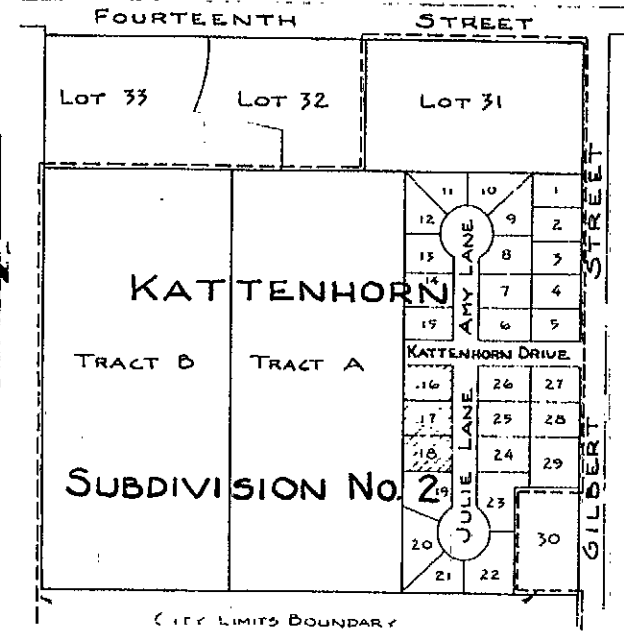 FOURTEENTH STREET
LOT 33 LOT 32 LOT 31
11 10 1
12 9 2
13 8 3
14 7 4
15 6 5
AMY LANE
STREET
KATTENHORN
KATTENHORN DRIVE
TRACT B TRACT A
16 26 27
17 25 28
18 24 29
19 23
20 30
21 22
JULIE LANE
GILBERT
SUBDIVISION NO. 2
CITY LIMITS BOUNDARY